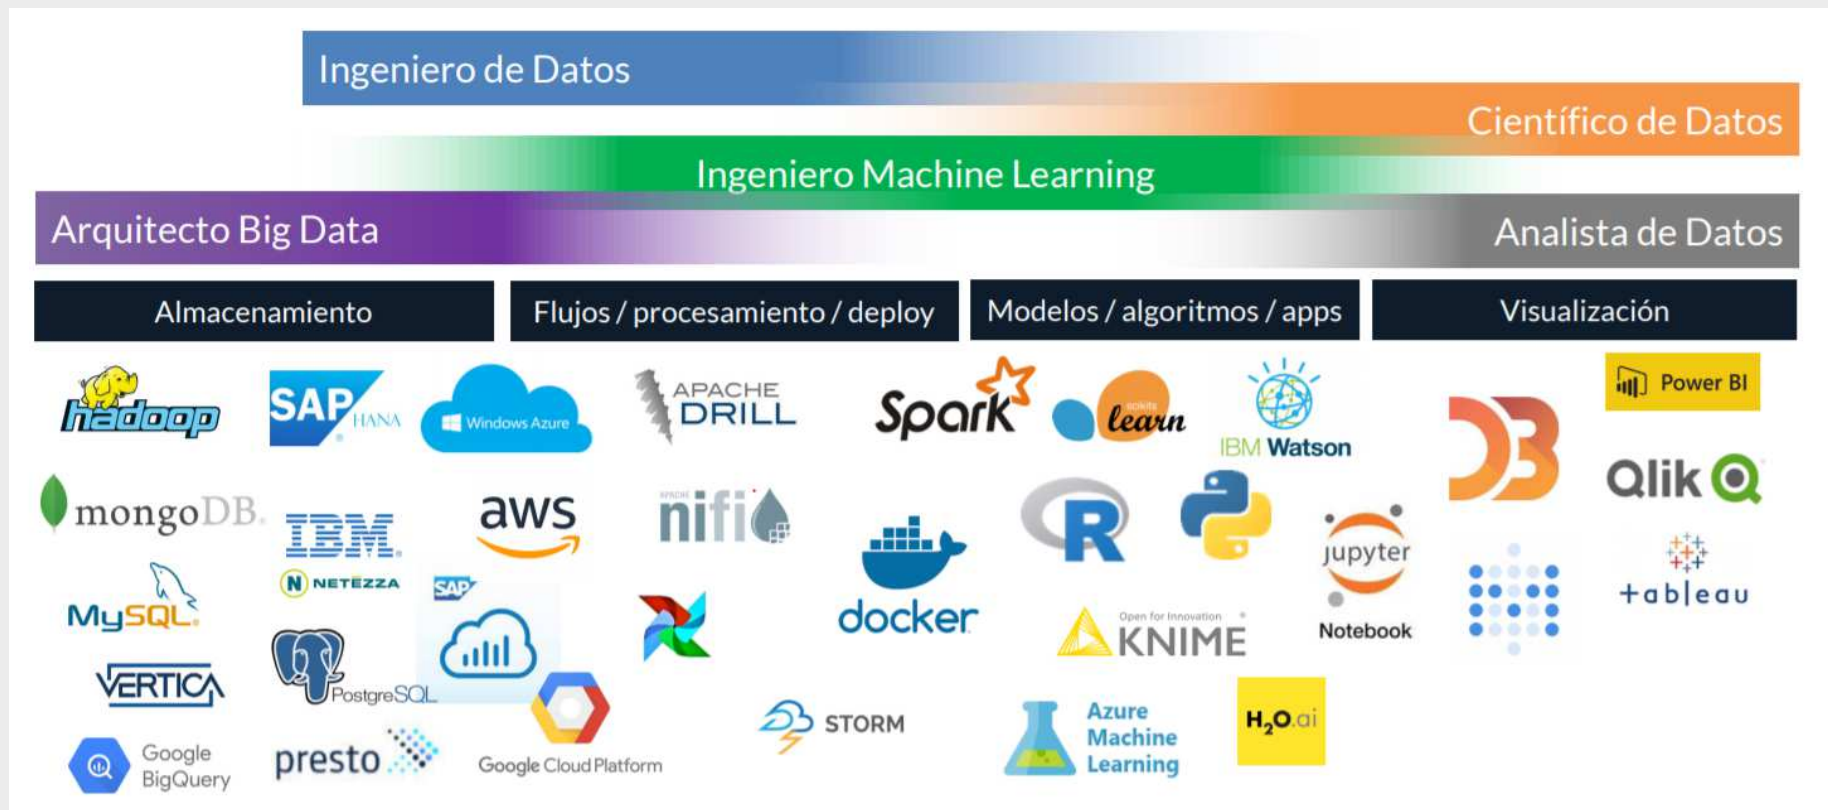 Ingeniero de Datos
Científico de Datos
Ingeniero Machine Learning
Arquitecto Big Data
Analista de Datos
Almacenamiento
Flujos / procesamiento / deploy
Modelos / algoritmos / apps
Visualización
hadoop
SAP HANA
Windows Azure
APACHE
DRILL
Spark
scikits
learn
IBM Watson
D3
Power BI
Qlik
mongoDB.
IBM.
NETEZZA
aws
APACHE
nifi
docker
R
jupyter
Notebook
+ableau
MySQL.
SAP
Open for Innovation
KNIME
VERTICA
PostgreSQL
Google
BigQuery
presto
Google Cloud Platform
STORM
Azure
Machine
Learning
H2O.ai